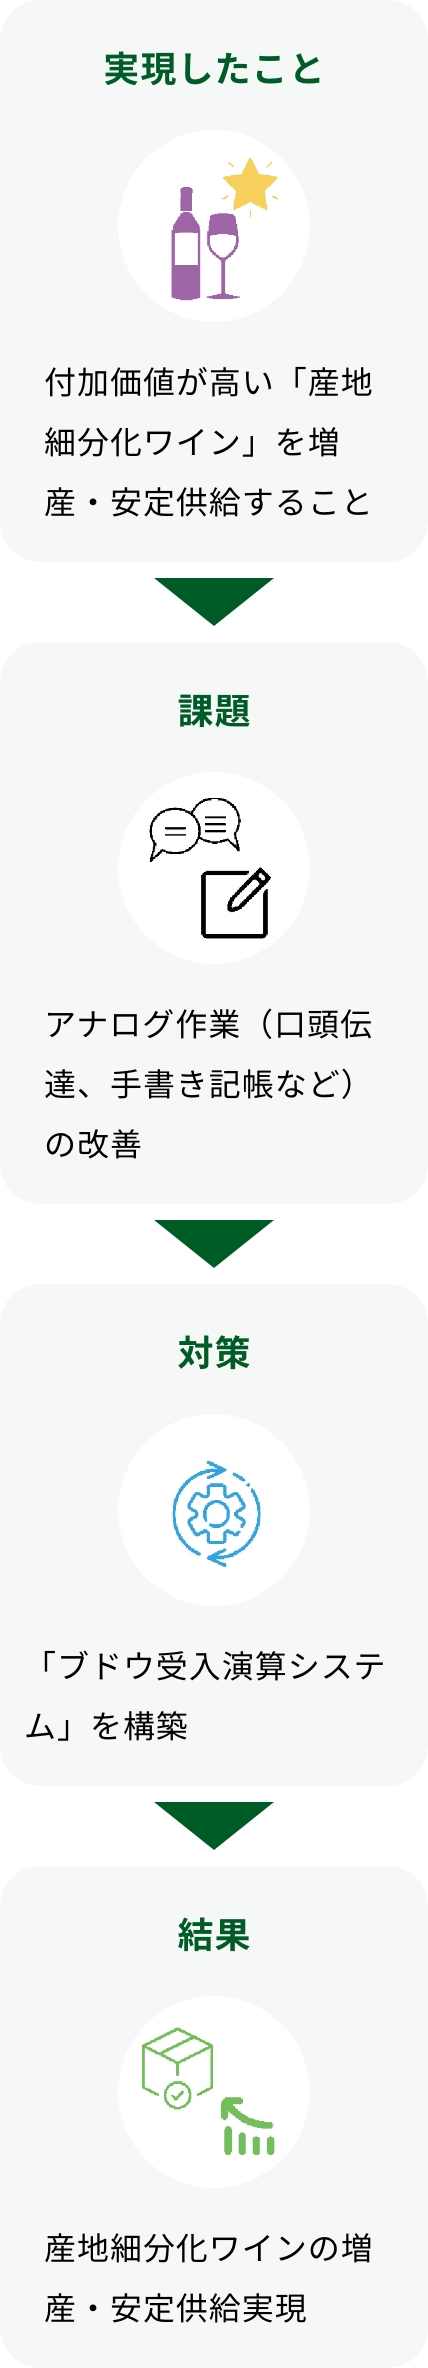 実現したこと
付加価値が高い「産地
細分化ワイン」を増
産・安定供給すること
課題
アナログ作業（口頭伝
達、手書き記帳など）
の改善
対策
「ブドウ受入演算システ
ム」を構築
結果
産地細分化ワインの増
産・安定供給実現